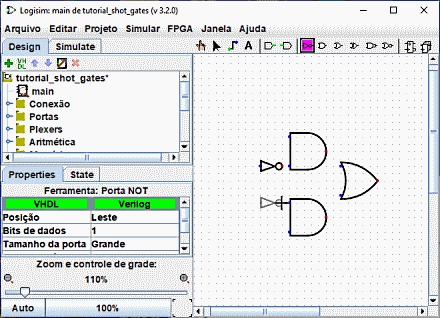 Logisim: main de tutorial_shot_gates (v 3.2.0)
Arquivo Editar Projeto Simular FPGA Janela Ajuda
Design Simulate
A
VH
DL
tutorial_shot_gates*
main
Conexão
Portas
Plexers
Aritmética
Properties State
Ferramenta: Porta NOT
VHDL Verilog
Posição Leste
Bits de dados 1
Tamanho da porta Grande
Zoom e controle de grade:
110%
Auto 100%